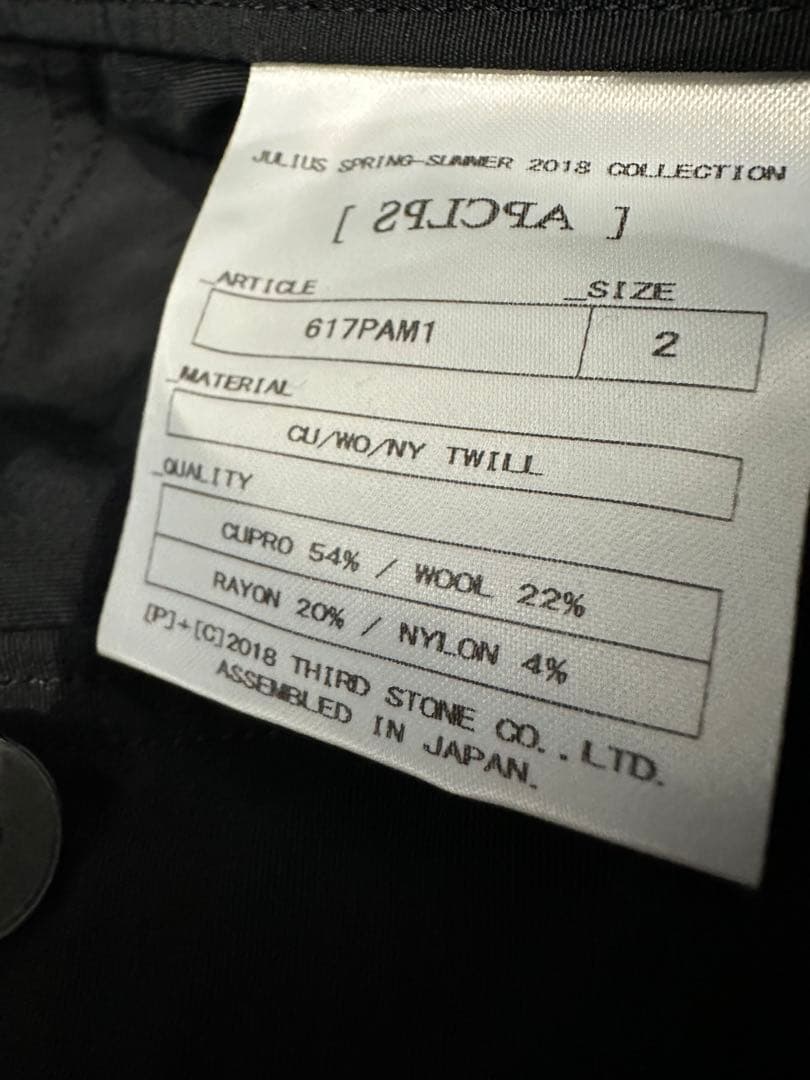 JULIUS SPRING-SUMMER 2018 COLLECTION
[ APCLPS ]
_ARTICLE _SIZE
617PAM1 2
_MATERIAL
CU/WO/NY TWILL
_QUALITY
CUPRO 54% / WOOL 22%
RAYON 20% / NYLON 4%
[P]+[C]2018 THIRD STONE CO.,LTD.
ASSEMBLED IN JAPAN.